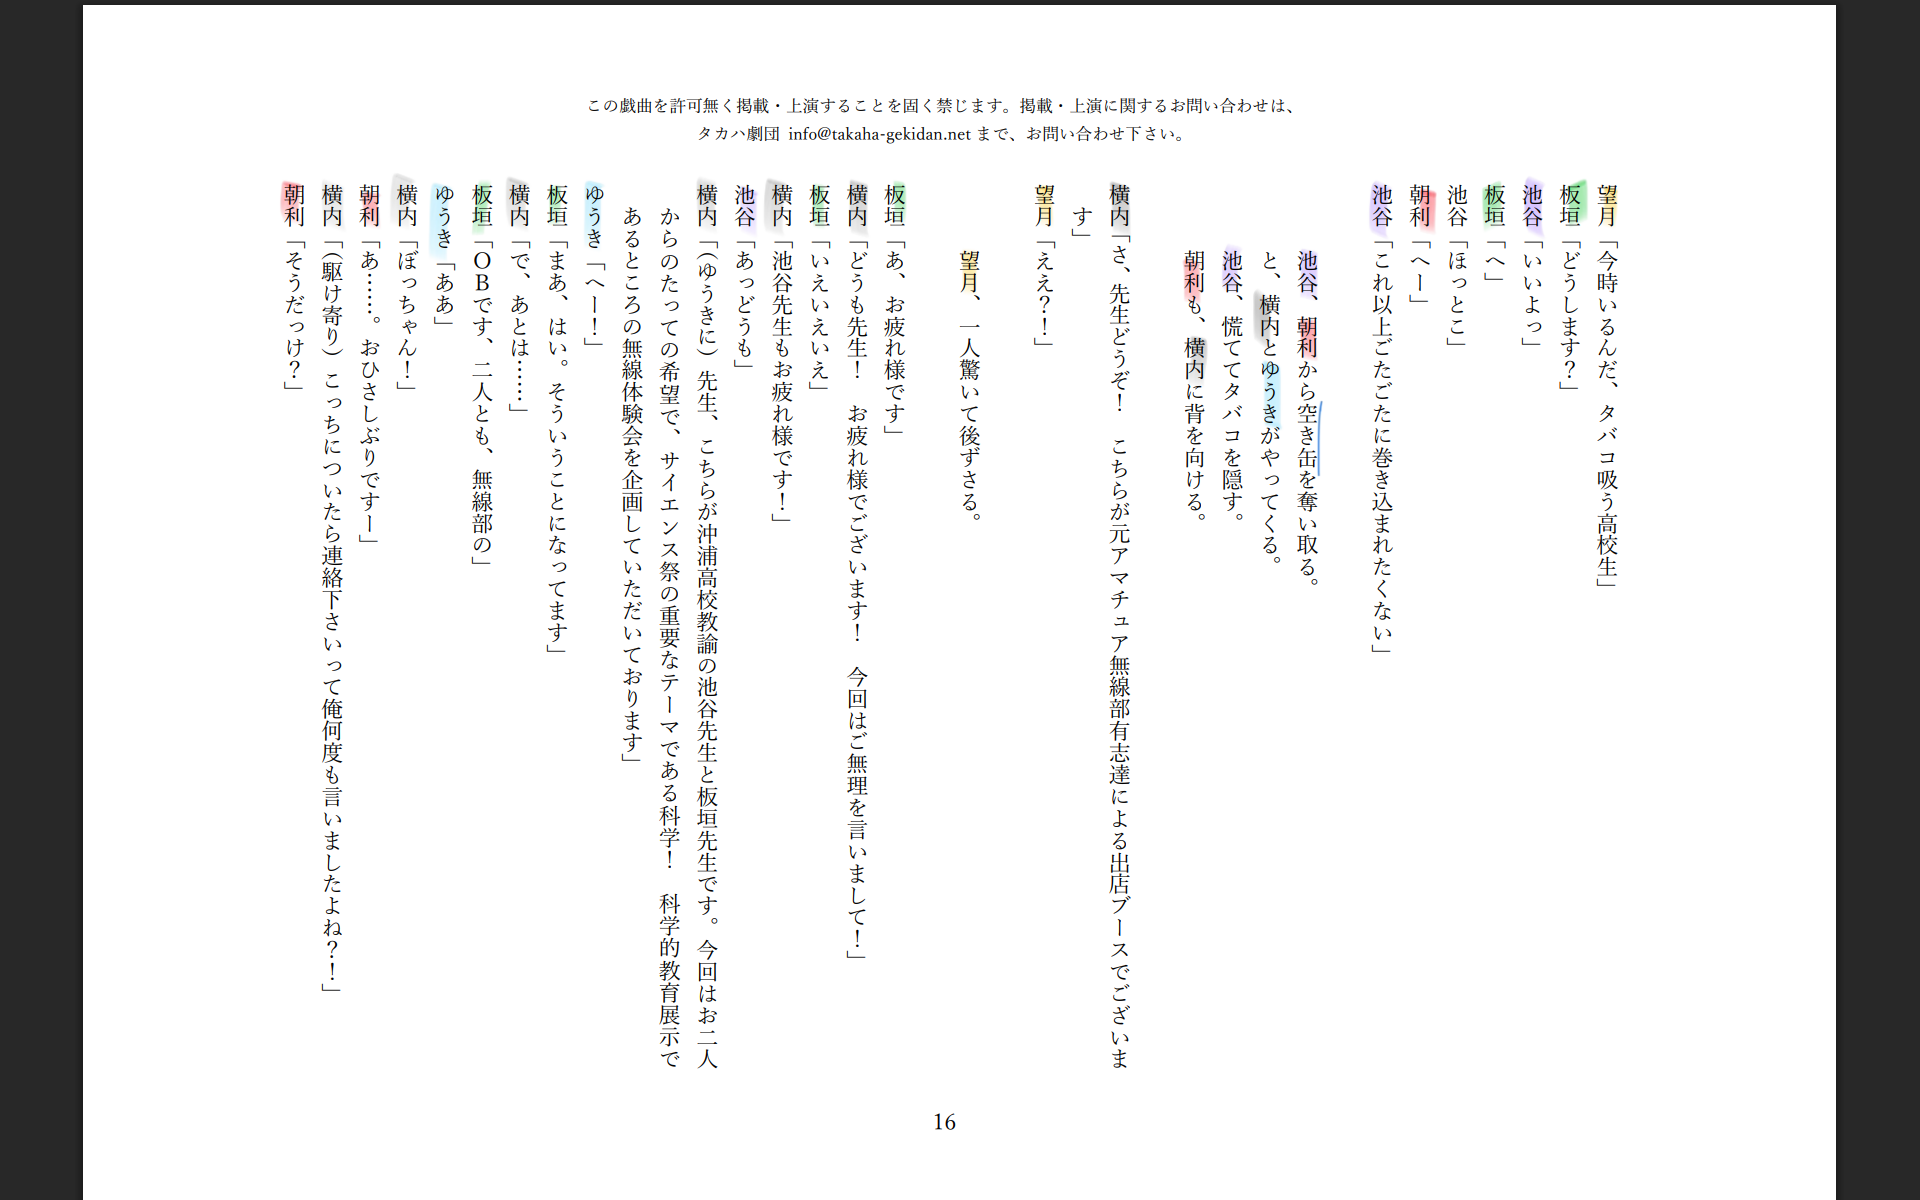 この戯曲を許可無く掲載・上演することを固く禁じます。掲載・上演に関するお問い合わせは、
タカハ劇団 info@takaha-gekidan.net まで、お問い合わせ下さい。
望月「今時いるんだ、タバコ吸う高校生」
板垣「どうします？」
池谷「いいよっ」
板垣「へ」
池谷「ほっとこ」
朝利「へー」
池谷「これ以上ごたごたに巻き込まれたくない」
池谷、朝利から空き缶を奪い取る。
と、横内とゆうきがやってくる。
池谷、慌ててタバコを隠す。
朝利も、横内に背を向ける。
横内「さ、先生どうぞ！　こちらが元アマチュア無線部有志達による出店ブースでございま
す」
望月「ええ？！」
望月、一人驚いて後ずさる。
板垣「あ、お疲れ様です」
横内「どうも先生！　お疲れ様でございます！　今回はご無理を言いまして！」
板垣「いえいえいえ」
横内「池谷先生もお疲れ様です！」
池谷「あっどうも」
横内「（ゆうきに）先生、こちらが沖浦高校教諭の池谷先生と板垣先生です。今回はお二人
からのたっての希望で、サイエンス祭の重要なテーマである科学！　科学的教育展示で
あるところの無線体験会を企画していただいております」
ゆうき「へー！」
板垣「まあ、はい。そういうことになってます」
横内「で、あとは……」
板垣「ＯＢです、二人とも、無線部の」
ゆうき「ああ」
横内「ぼっちゃん！」
朝利「あ……。おひさしぶりですー」
横内「（駆け寄り）こっちについたら連絡下さいって俺何度も言いましたよね？！」
朝利「そうだっけ？」
16